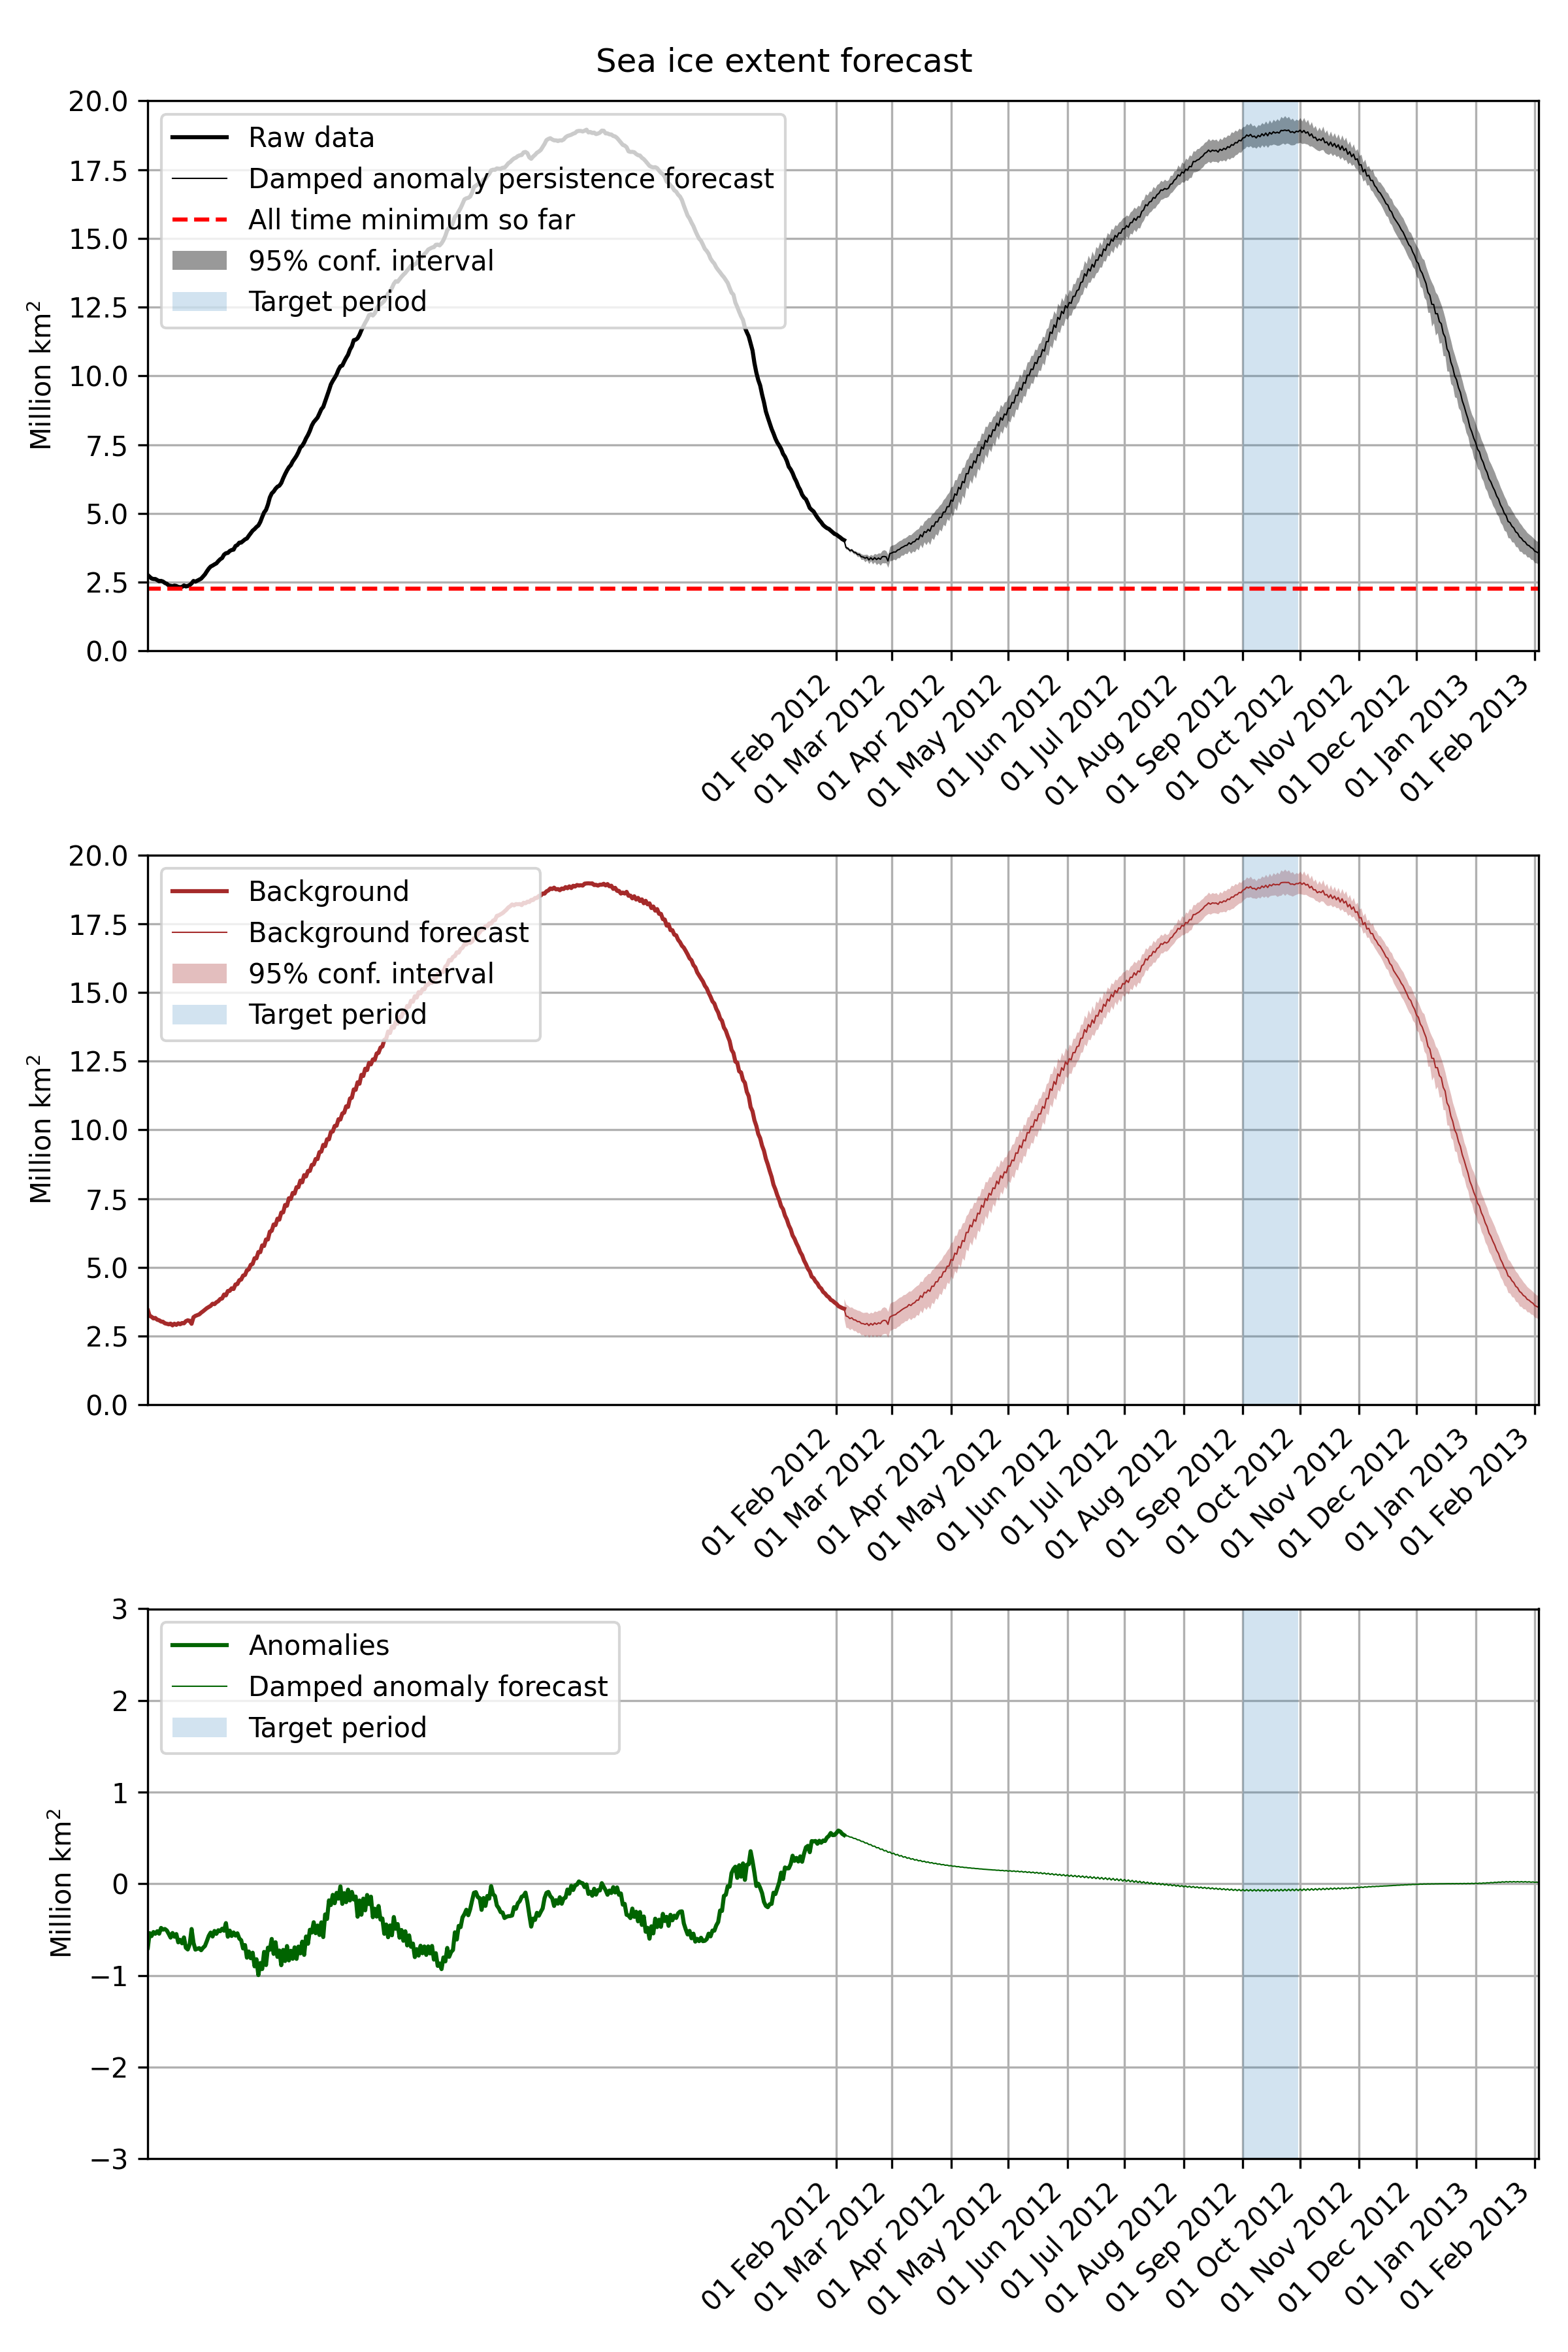 Sea ice extent forecast
20.0
17.5
15.0
12.5
10.0
7.5
5.0
2.5
0.0
Million km²
Raw data
Damped anomaly persistence forecast
All time minimum so far
95% conf. interval
Target period
01 Feb 2012
01 Mar 2012
01 Apr 2012
01 May 2012
01 Jun 2012
01 Jul 2012
01 Aug 2012
01 Sep 2012
01 Oct 2012
01 Nov 2012
01 Dec 2012
01 Jan 2013
01 Feb 2013
20.0
17.5
15.0
12.5
10.0
7.5
5.0
2.5
0.0
Million km²
Background
Background forecast
95% conf. interval
Target period
01 Feb 2012
01 Mar 2012
01 Apr 2012
01 May 2012
01 Jun 2012
01 Jul 2012
01 Aug 2012
01 Sep 2012
01 Oct 2012
01 Nov 2012
01 Dec 2012
01 Jan 2013
01 Feb 2013
3
2
1
0
−1
−2
−3
Million km²
Anomalies
Damped anomaly forecast
Target period
01 Feb 2012
01 Mar 2012
01 Apr 2012
01 May 2012
01 Jun 2012
01 Jul 2012
01 Aug 2012
01 Sep 2012
01 Oct 2012
01 Nov 2012
01 Dec 2012
01 Jan 2013
01 Feb 2013